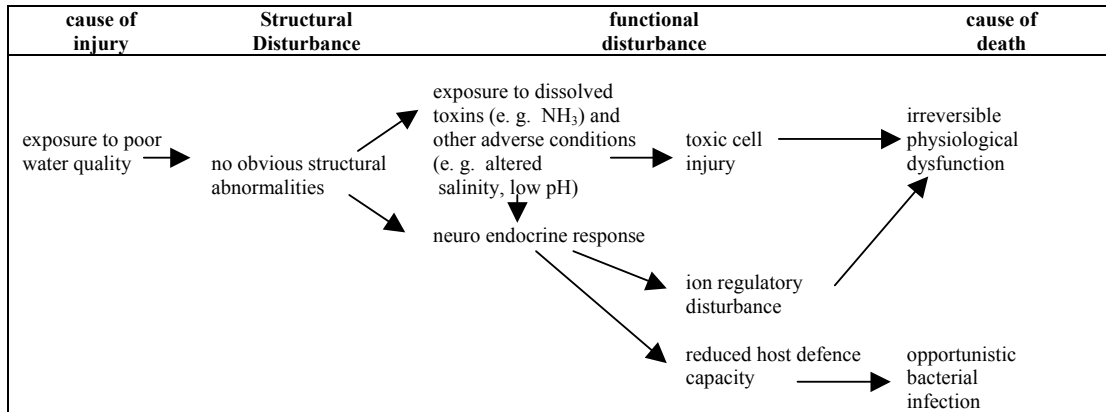 cause of
injury
Structural
Disturbance
functional
disturbance
cause of
death
exposure to poor
water quality
no obvious structural
abnormalities
exposure to dissolved
toxins (e. g. NH₃) and
other adverse conditions
(e. g. altered
salinity, low pH)
neuro endocrine response
toxic cell
injury
ion regulatory
disturbance
reduced host defence
capacity
irreversible
physiological
dysfunction
opportunistic
bacterial
infection